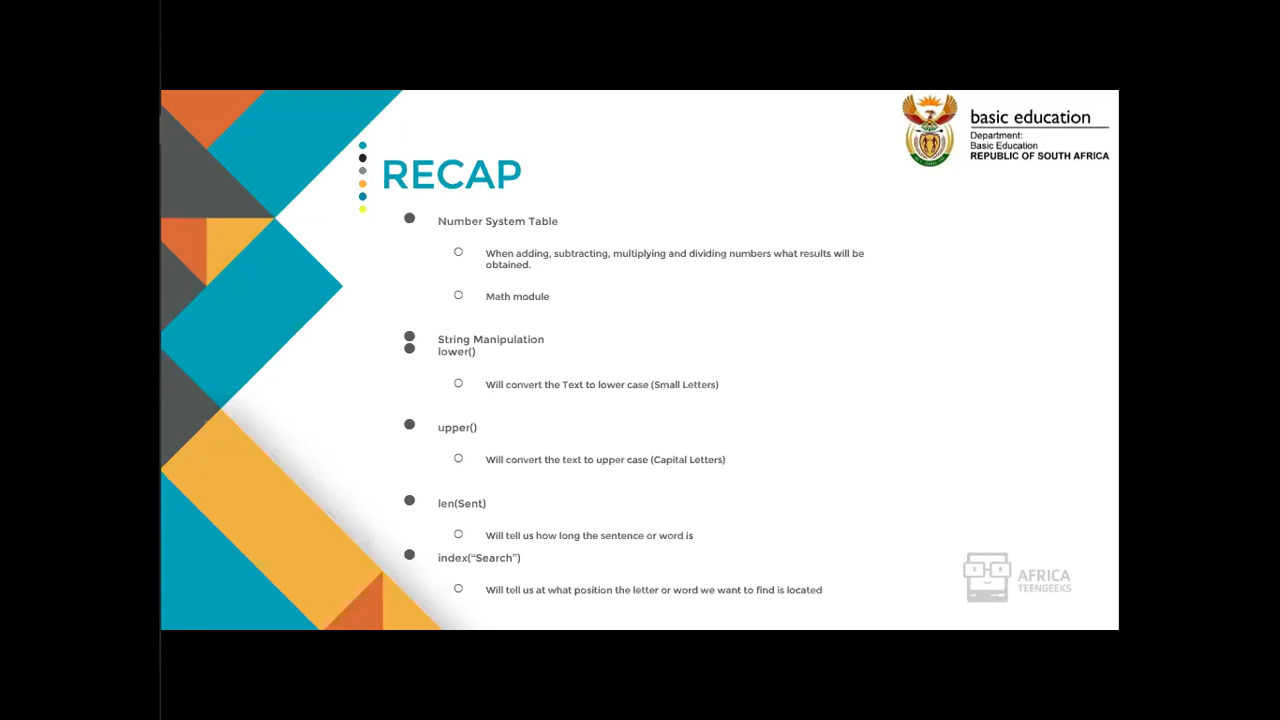 basic education
Department:
Basic Education
REPUBLIC OF SOUTH AFRICA
RECAP
Number System Table
When adding, subtracting, multiplying and dividing numbers what results will be
obtained.
Math module
String Manipulation
lower()
Will convert the Text to lower case (Small Letters)
upper()
Will convert the text to upper case (Capital Letters)
len(Sent)
Will tell us how long the sentence or word is
index(“Search”)
Will tell us at what position the letter or word we want to find is located
AFRICA
TEENGEEKS